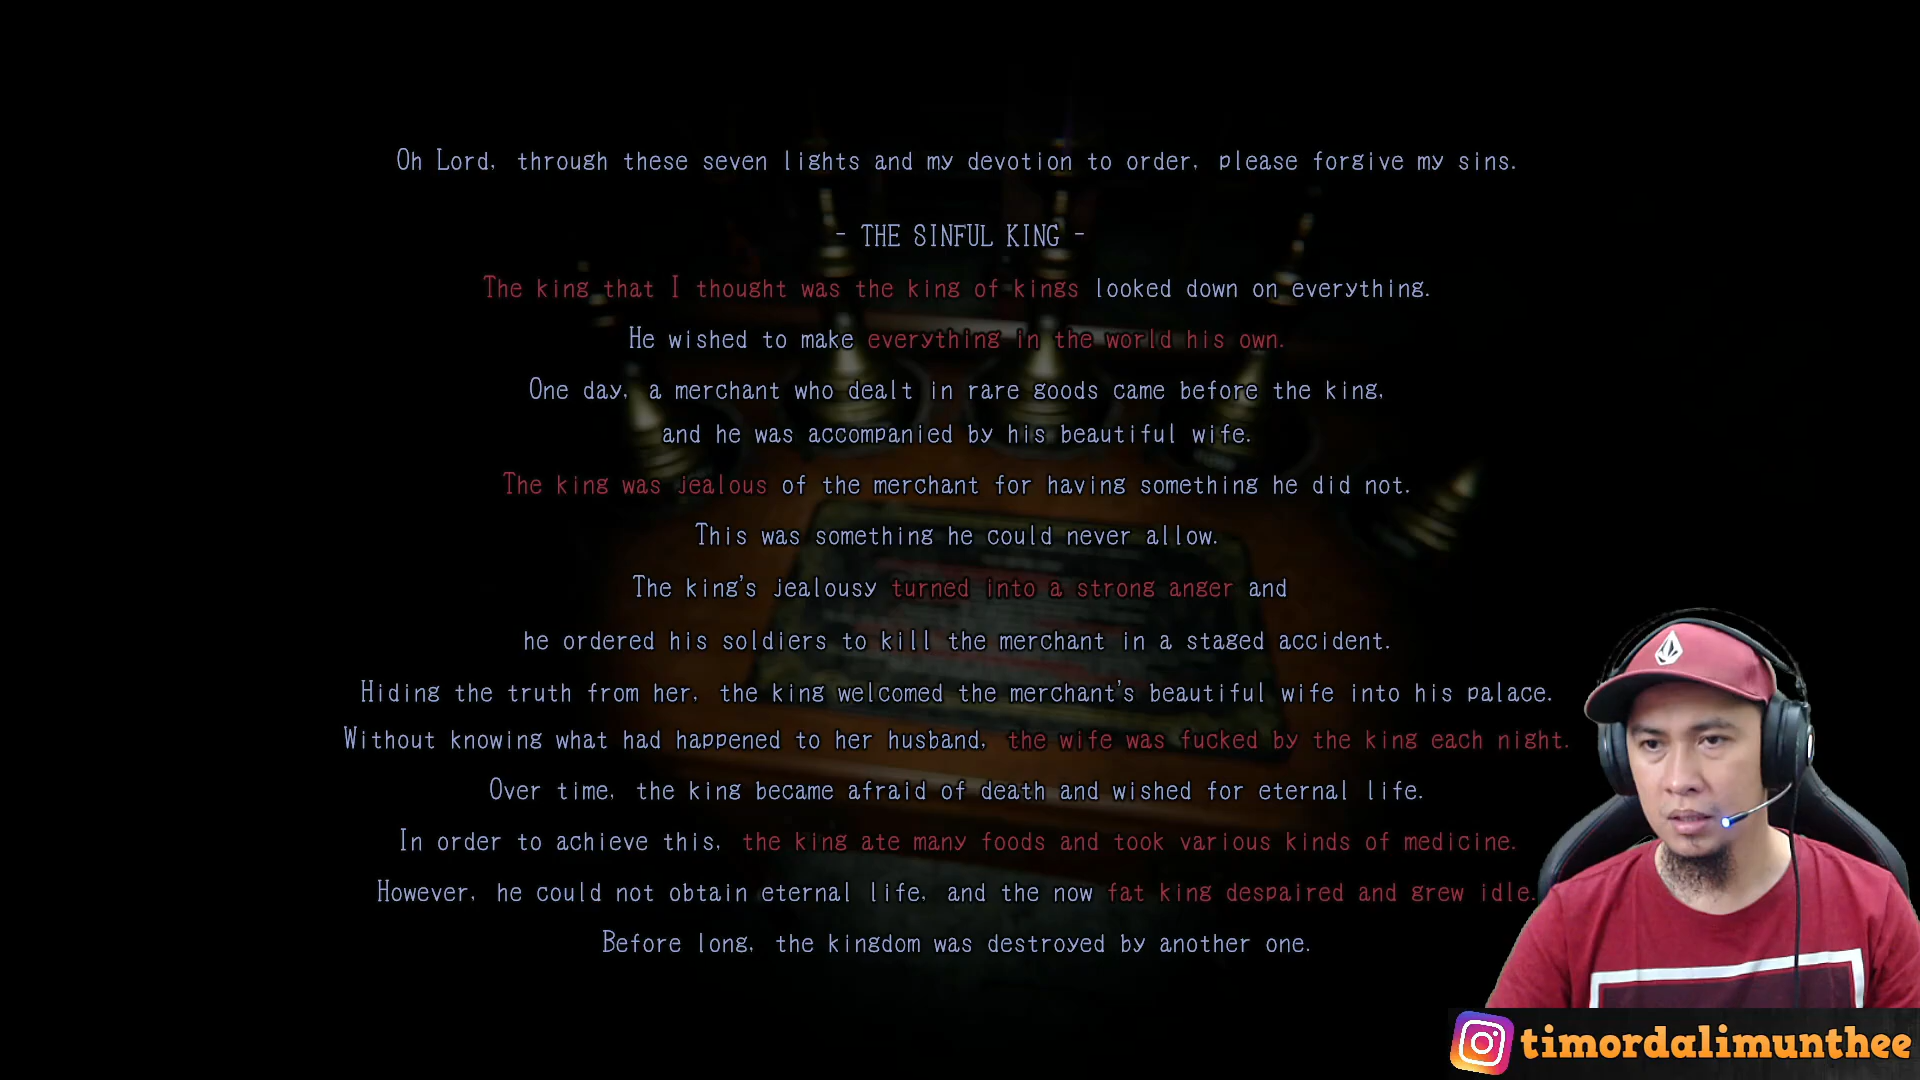 Oh Lord, through these seven lights and my devotion to order, please forgive my sins.
- THE SINFUL KING -
The king that I thought was the king of kings looked down on everything.
He wished to make everything in the world his own.
One day, a merchant who dealt in rare goods came before the king,
and he was accompanied by his beautiful wife.
The king was jealous of the merchant for having something he did not.
This was something he could never allow.
The king's jealousy turned into a strong anger and
he ordered his soldiers to kill the merchant in a staged accident.
Hiding the truth from her, the king welcomed the merchant's beautiful wife into his palace.
Without knowing what had happened to her husband, the wife was fucked by the king each night.
Over time, the king became afraid of death and wished for eternal life.
In order to achieve this, the king ate many foods and took various kinds of medicine.
However, he could not obtain eternal life, and the now fat king despaired and grew idle.
Before long, the kingdom was destroyed by another one.
timordalimunthee